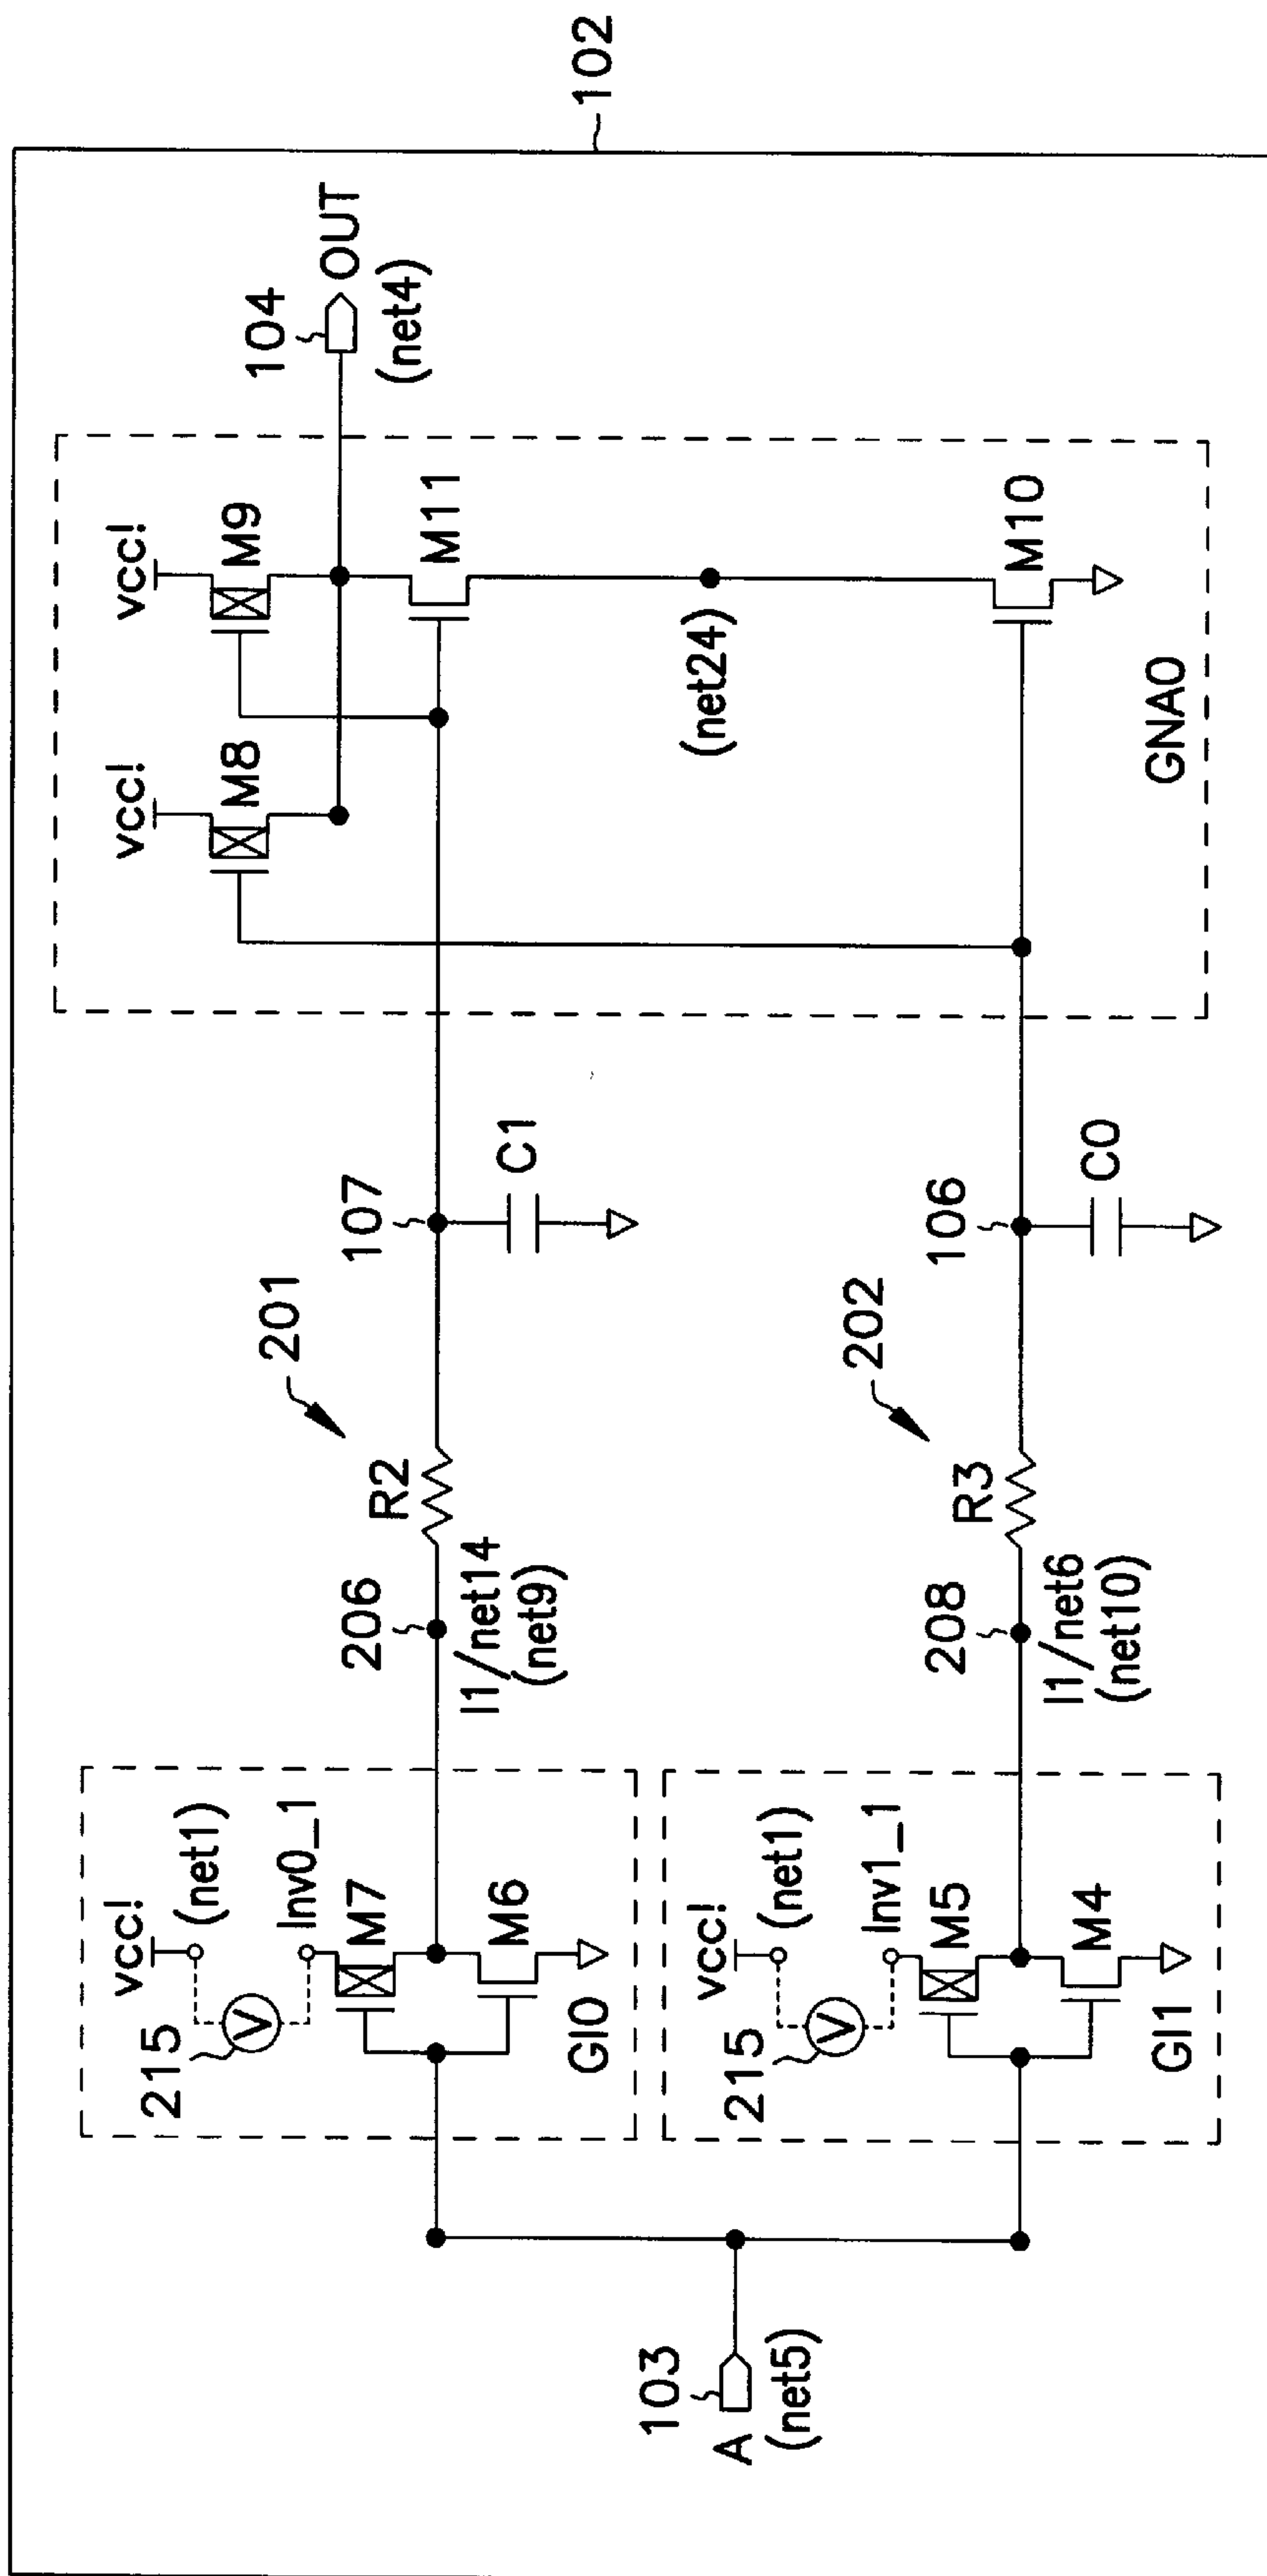 102
104
OUT
(net4)
vcc!
M9
vcc!
M8
M11
(net24)
M10
GNA0
107
C1
106
C0
201
R2
202
R3
206
I1/net14
(net9)
208
I1/net6
(net10)
vcc!
(net1)
Inv0_1
215
V
M7
M6
GI0
vcc!
(net1)
Inv1_1
215
V
M5
M4
GI1
103
A
(net5)